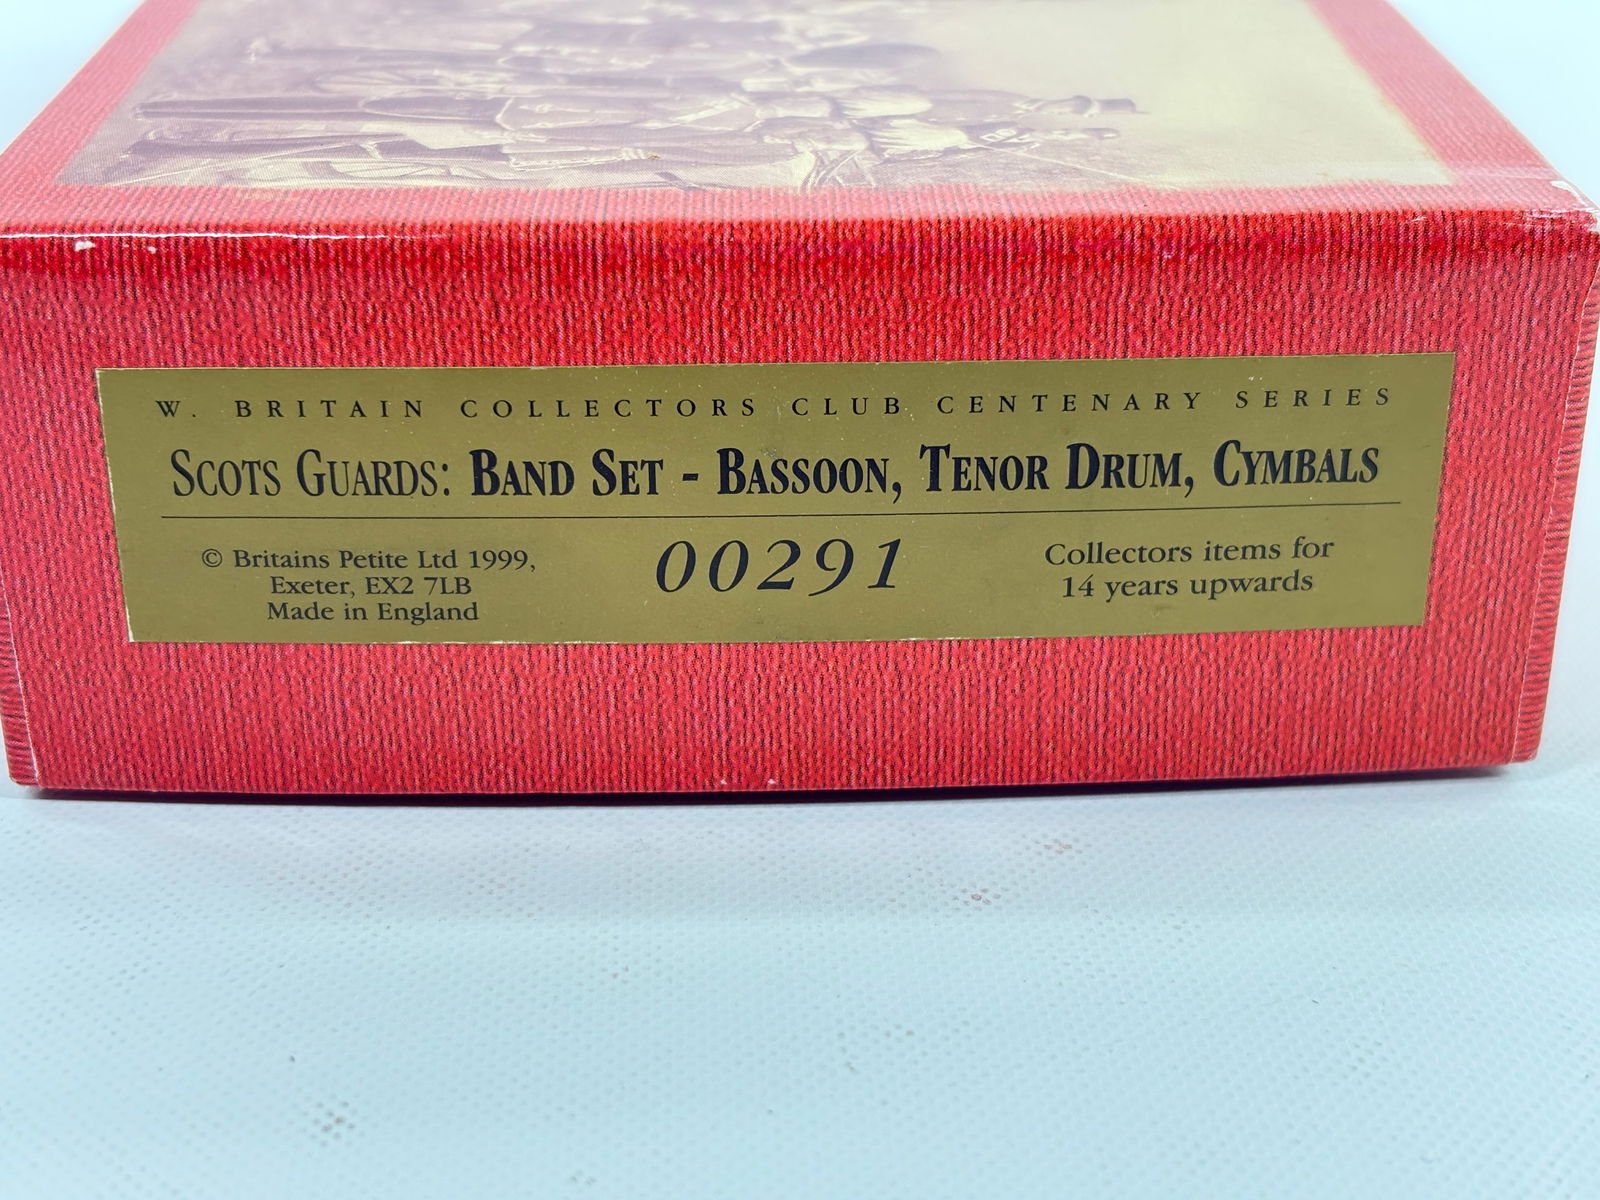 W. BRITAIN COLLECTORS CLUB CENTENARY SERIES
SCOTS GUARDS: BAND SET - BASSOON, TENOR DRUM, CYMBALS
© Britains Petite Ltd 1999,
Exeter, EX2 7LB
Made in England
00291
Collectors items for
14 years upwards